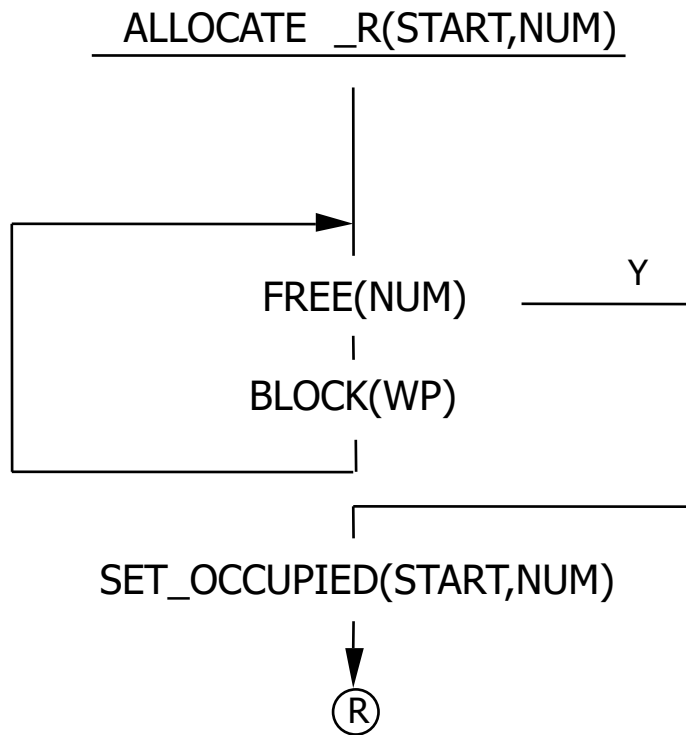 ALLOCATE _R(START,NUM)
Y
FREE(NUM)
BLOCK(WP)
SET_OCCUPIED(START,NUM)
R